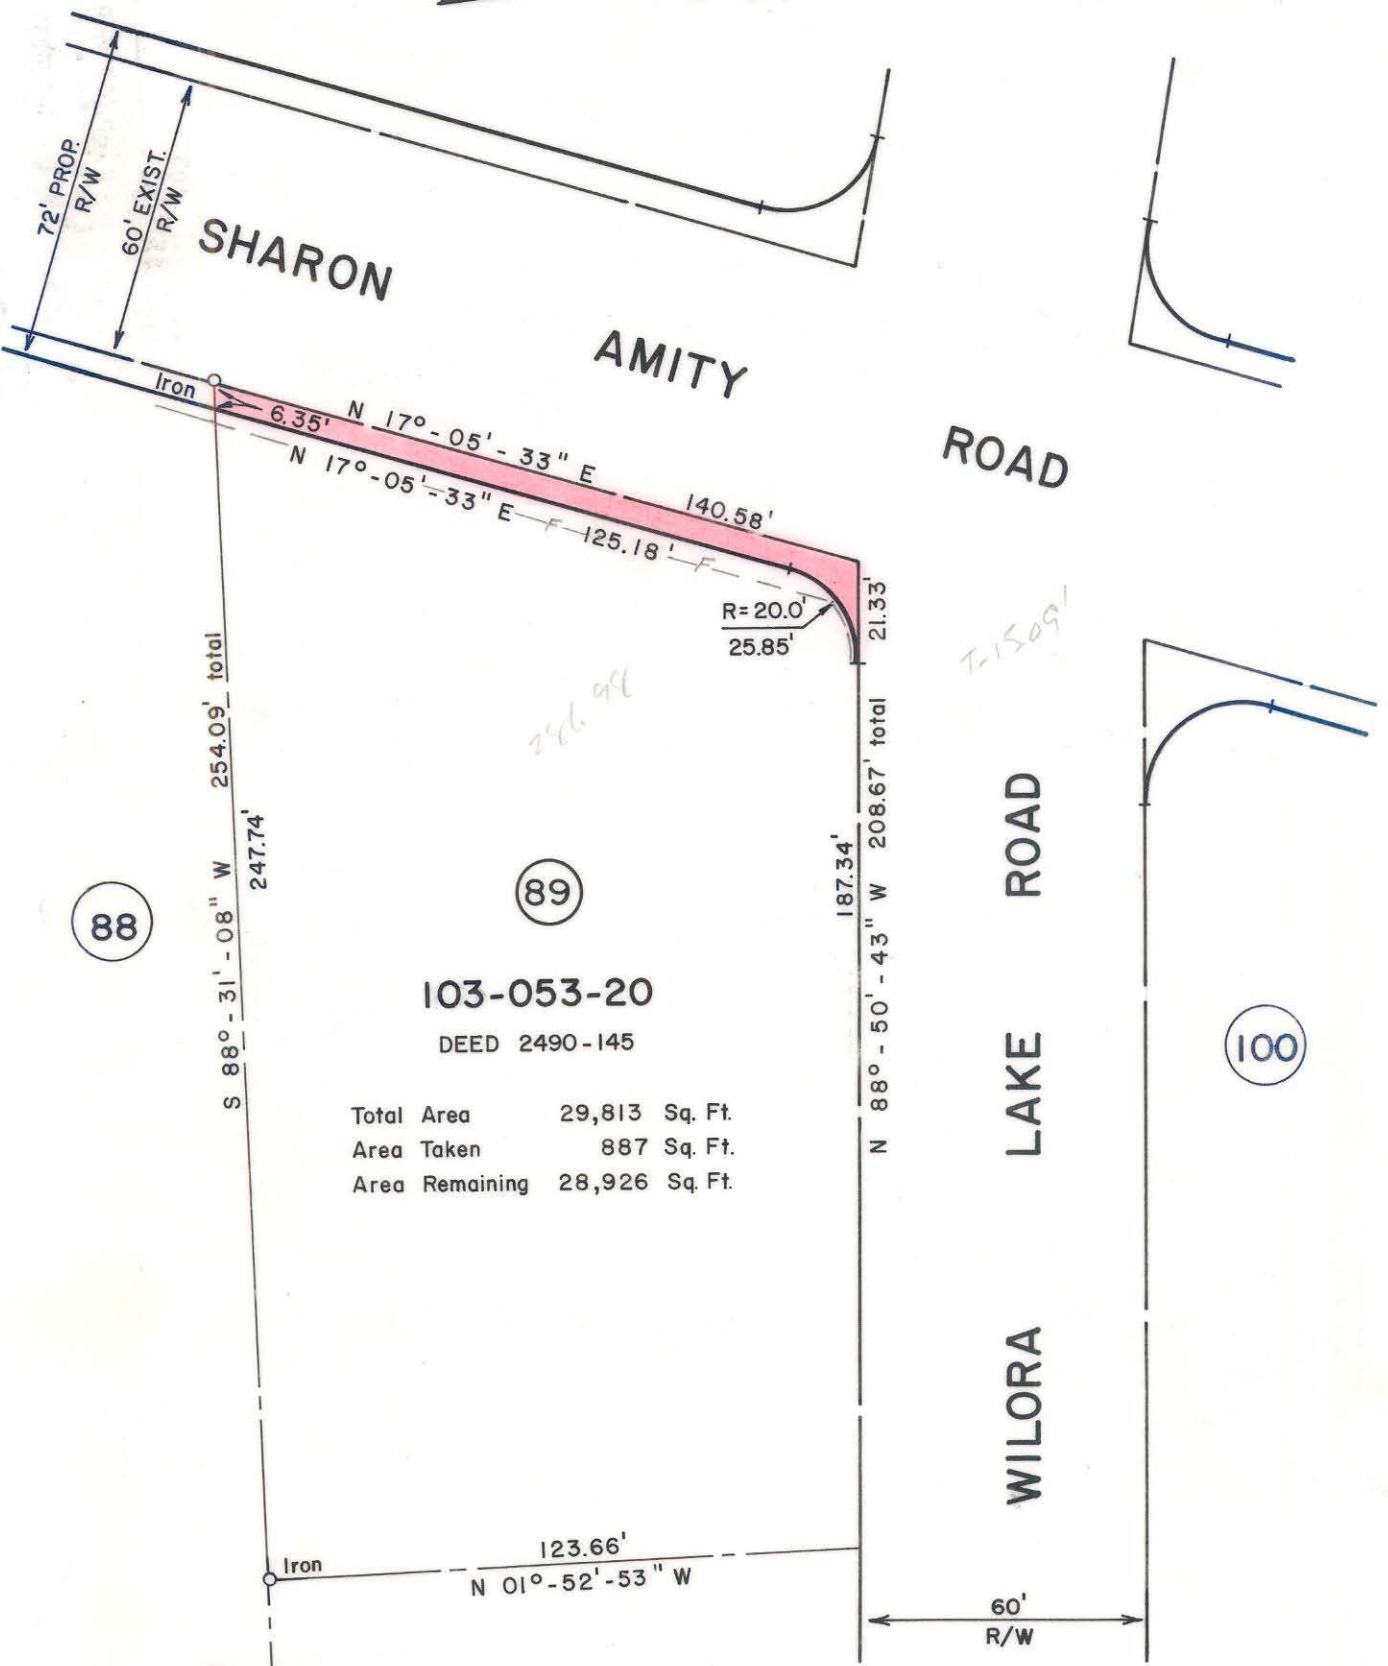 72' PROP.
R/W
60' EXIST.
R/W
SHARON
AMITY
ROAD
Iron
6.35'
N 17°-05'-33" E
140.58'
N 17°-05'-33" E
F
125.18'
F
R=20.0'
25.85'
21.33'
T-15.09'
286.98
S 88°-31'-08" W 254.09' total
247.74'
N 88°-50'-43" W 208.67' total
187.34'
88
89
103-053-20
DEED 2490-145
Total Area 29,813 Sq. Ft.
Area Taken 887 Sq. Ft.
Area Remaining 28,926 Sq. Ft.
WILORA LAKE ROAD
100
Iron
123.66'
N 01°-52'-53" W
60'
R/W